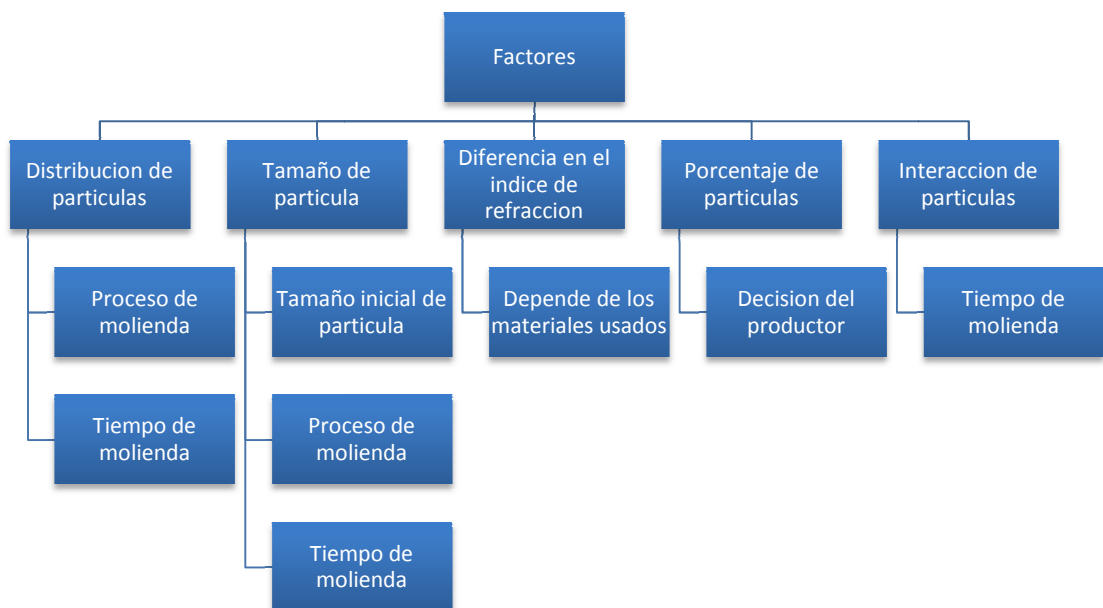 Factores
Distribucion de
particulas
Proceso de
molienda
Tiempo de
molienda
Tamaño de
particula
Tamaño inicial de
particula
Proceso de
molienda
Tiempo de
molienda
Diferencia en el
indice de
refraccion
Depende de los
materiales usados
Porcentaje de
particulas
Decision del
productor
Interaccion de
particulas
Tiempo de
molienda